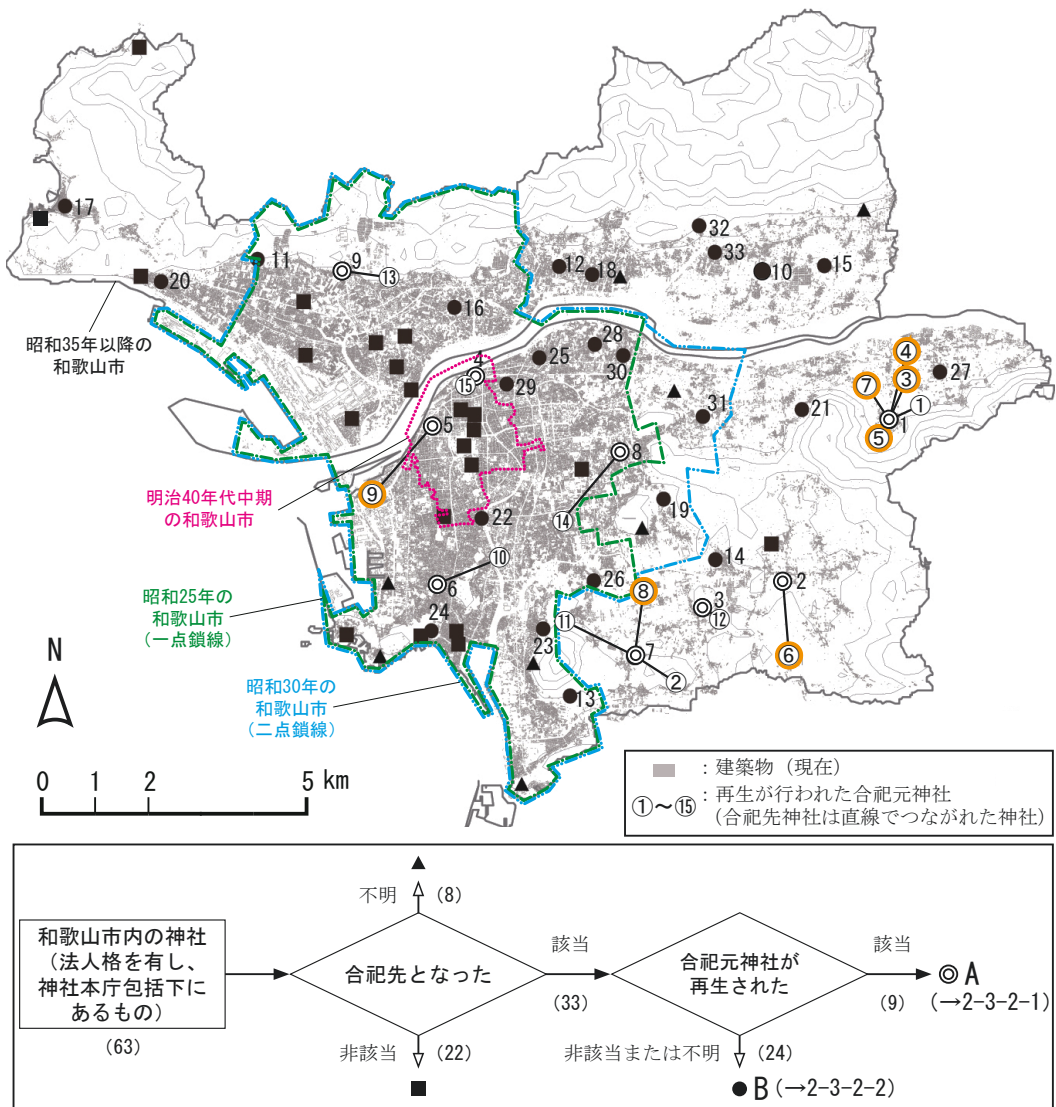 17
20
11
9
⑬
16
12
18
32
33
10
15
昭和35年以降の
和歌山市
4
⑮
29
25
28
30
31
21
④
⑦
③
27
①
1
⑤
5
⑨
明治40年代中期
の和歌山市
8
⑭
22
19
14
2
⑥
⑩
6
26
⑧
3
⑫
昭和25年の
和歌山市
(一点鎖線)
24
23
⑪
7
②
13
昭和30年の
和歌山市
(二点鎖線)
N
0 1 2 5 km
:建築物(現在)
①~⑮:再生が行われた合祀元神社
(合祀先神社は直線でつながれた神社)
▲
不明 (8)
和歌山市内の神社
(法人格を有し、
神社本庁包括下に
あるもの)
(63)
合祀先となった
該当
(33)
合祀元神社が
再生された
該当
(9)
◎ A
(→2-3-2-1)
非該当 (22)
■
非該当または不明 (24)
● B (→2-3-2-2)